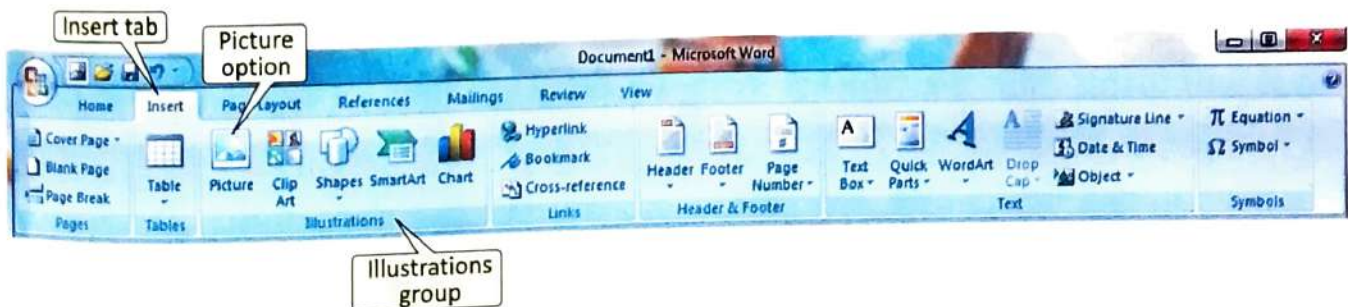 Insert tab
Picture
option
Document1 - Microsoft Word
Home Insert Page Layout References Mailings Review View
Cover Page
Blank Page
Page Break
Pages
Table
Tables
Picture
Clip
Art
Shapes
SmartArt
Chart
Illustrations
Hyperlink
Bookmark
Cross-reference
Links
Header
Footer
Page
Number
Header & Footer
Text
Box
Quick
Parts
WordArt
Drop
Cap
Signature Line
Date & Time
Object
Text
π Equation
Ω Symbol
Symbols
Illustrations
group